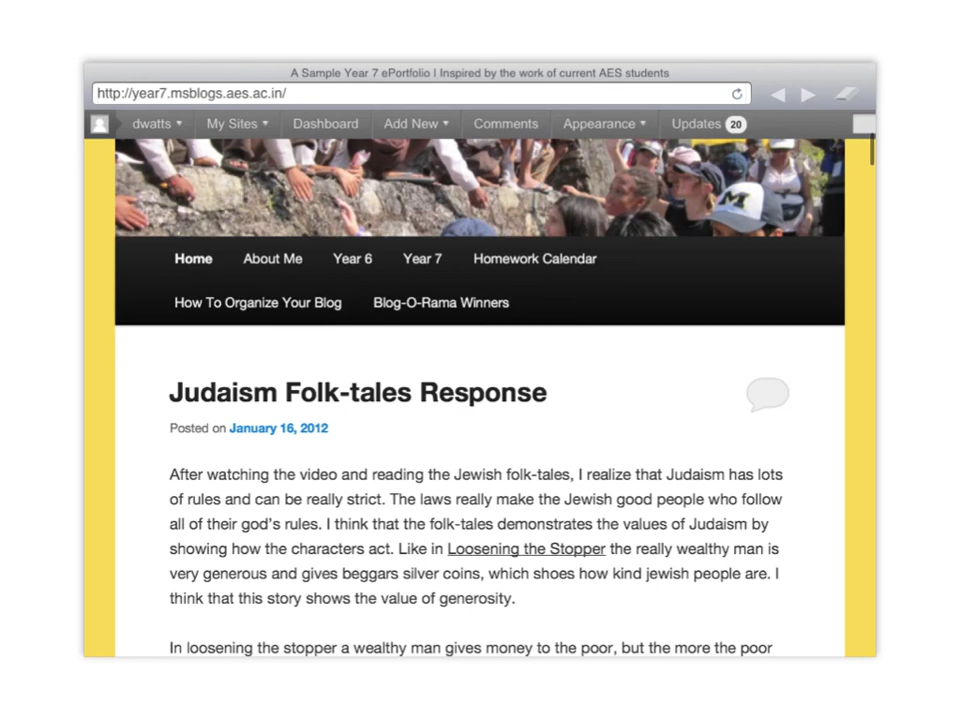 A Sample Year 7 ePortfolio | Inspired by the work of current AES students
http://year7.msblogs.aes.ac.in/
dwatts My Sites Dashboard Add New Comments Appearance Updates 20
M
Home About Me Year 6 Year 7 Homework Calendar
How To Organize Your Blog Blog-O-Rama Winners
Judaism Folk-tales Response
Posted on January 16, 2012
After watching the video and reading the Jewish folk-tales, I realize that Judaism has lots
of rules and can be really strict. The laws really make the Jewish good people who follow
all of their god's rules. I think that the folk-tales demonstrates the values of Judaism by
showing how the characters act. Like in Loosening the Stopper the really wealthy man is
very generous and gives beggars silver coins, which shoes how kind jewish people are. I
think that this story shows the value of generosity.
In loosening the stopper a wealthy man gives money to the poor, but the more the poor